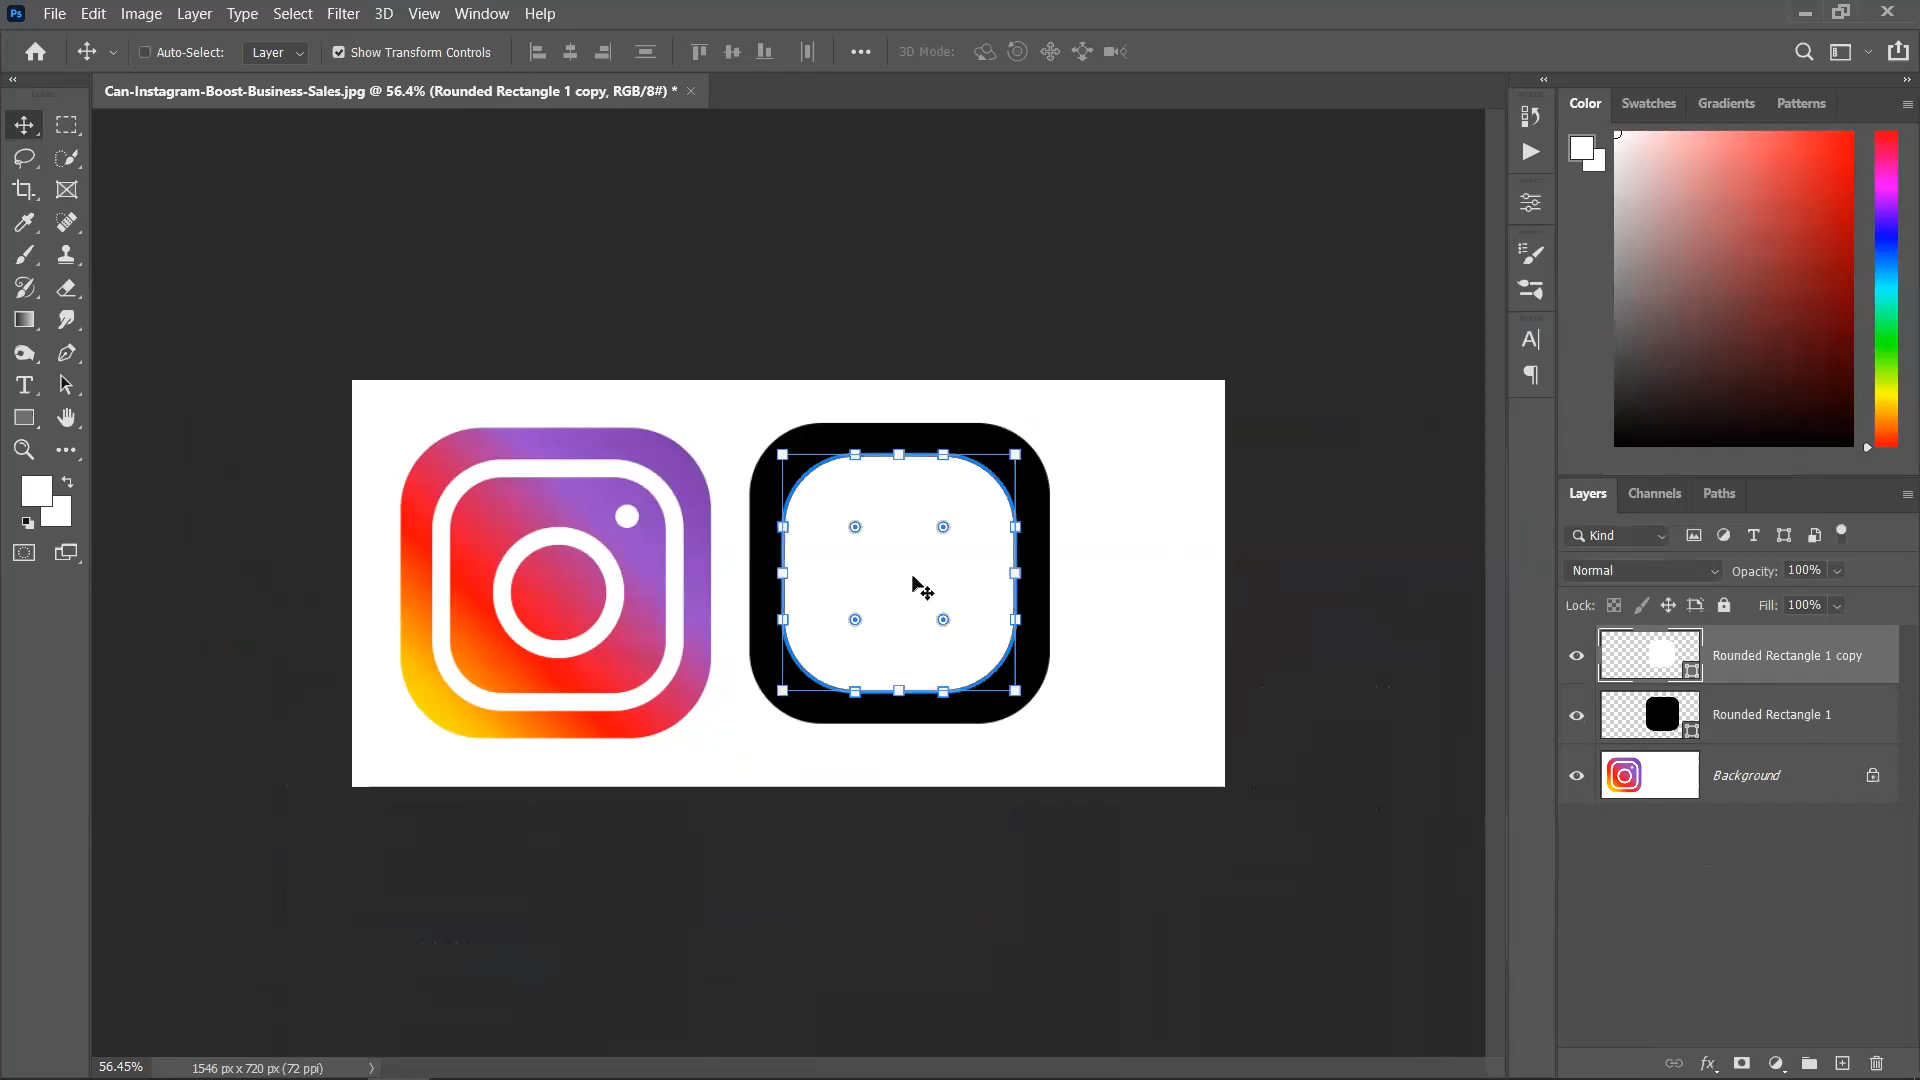 Ps File Edit Image Layer Type Select Filter 3D View Window Help
Auto-Select: Layer Show Transform Controls 3D Mode:
Can-Instagram-Boost-Business-Sales.jpg @ 56.4% (Rounded Rectangle 1 copy, RGB/8#) *
Color Swatches Gradients Patterns
Layers Channels Paths
Kind
Normal Opacity: 100%
Lock: Fill: 100%
Rounded Rectangle 1 copy
Rounded Rectangle 1
Background
fx
56.45% 1546 px x 720 px (72 ppi)